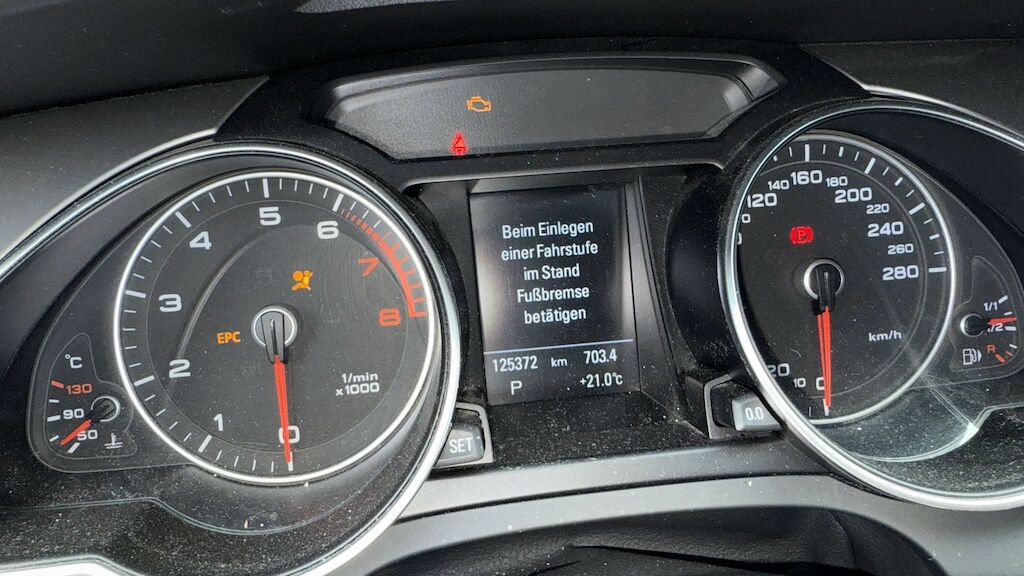 Beim Einlegen
einer Fahrstufe
im Stand
Fußbremse
betätigen
125372 km 703.4
P +21.0°C
EPC
1/min
x1000
0
1
2
3
4
5
6
7
8
°C
130
90
60
SET
0.0
0
10
20
120
140
160
180
200
220
240
260
280
km/h
P
1/1
1/2
R